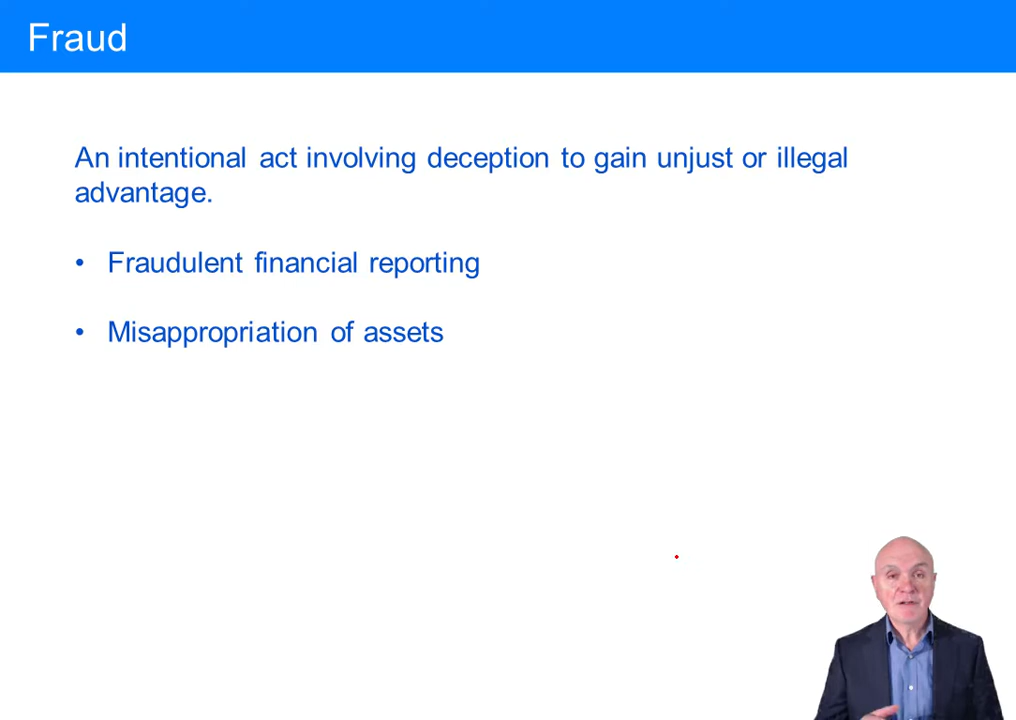 Fraud
An intentional act involving deception to gain unjust or illegal
advantage.
• Fraudulent financial reporting
• Misappropriation of assets